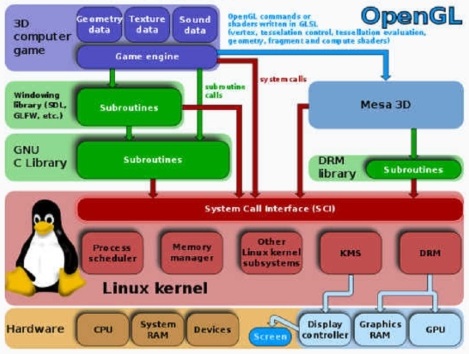 3D
computer
game
Geometry
data
Texture
data
Sound
data
Game engine
OpenGL commands or
shaders written in GLSL
(vertex, tesselation control, tessellation evaluation,
geometry, fragment and compute shaders)
OpenGL
subroutine
calls
system calls
Windowing
library (SDL,
GLFW, etc.)
Subroutines
Mesa 3D
GNU
C Library
Subroutines
DRM
library
Subroutines
System Call Interface (SCI)
Process
scheduler
Memory
manager
Other
Linux kernel
subsystems
KMS
DRM
Linux kernel
Hardware
CPU
System
RAM
Devices
Screen
Display
controller
Graphics
RAM
GPU